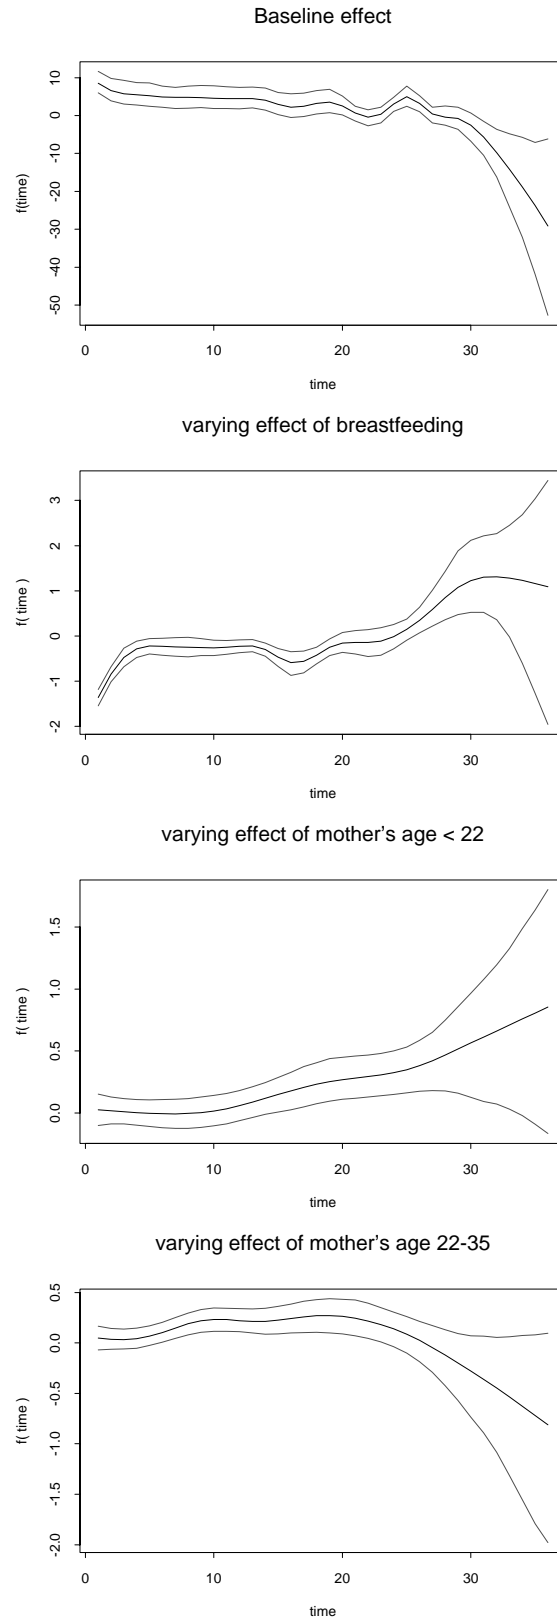 Baseline effect
10
0
-10
-20
-30
-40
-50
f(time)
0 10 20 30
time
varying effect of breastfeeding
3
2
1
0
-1
-2
f( time )
0 10 20 30
time
varying effect of mother's age < 22
1.5
1.0
0.5
0.0
f( time )
0 10 20 30
time
varying effect of mother's age 22-35
0.5
0.0
-0.5
-1.0
-1.5
-2.0
f( time )
0 10 20 30
time